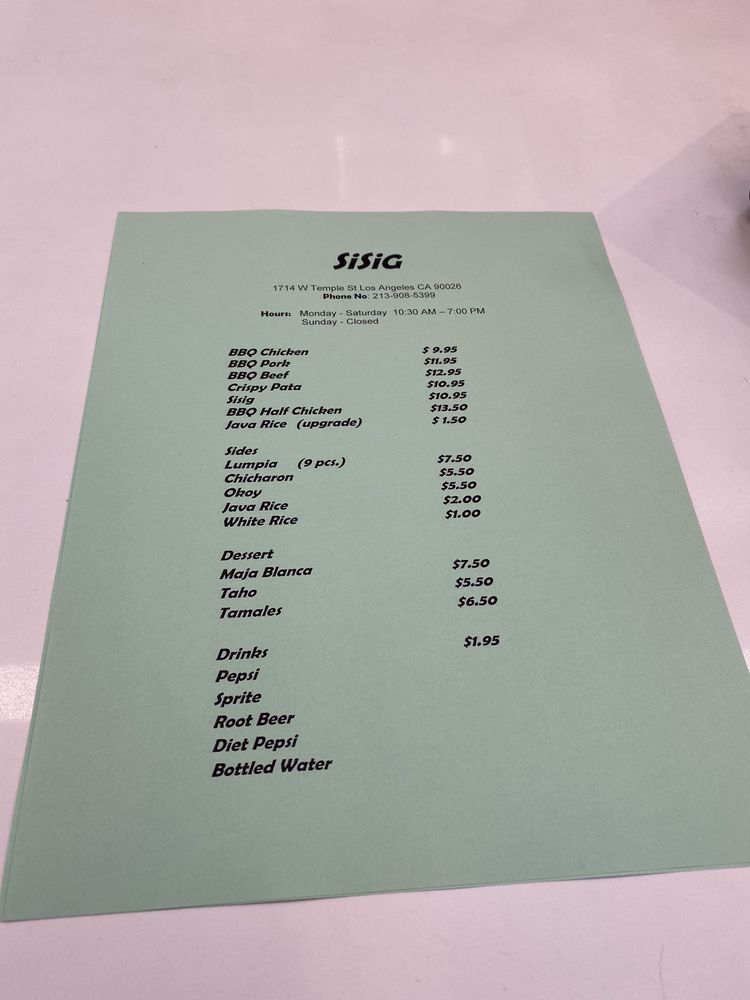 SiSiG
1714 W Temple St Los Angeles CA 90026
Phone No: 213-908-5399
Hours: Monday - Saturday 10:30 AM – 7:00 PM
Sunday - Closed
BBQ Chicken $ 9.95
BBQ Pork $11.95
BBQ Beef $12.95
Crispy Pata $10.95
Sisig $10.95
BBQ Half Chicken $13.50
Java Rice (upgrade) $ 1.50
Sides
Lumpia (9 pcs.) $7.50
Chicharon $5.50
Okoy $5.50
Java Rice $2.00
White Rice $1.00
Dessert
Maja Blanca $7.50
Taho $5.50
Tamales $6.50
Drinks $1.95
Pepsi
Sprite
Root Beer
Diet Pepsi
Bottled Water